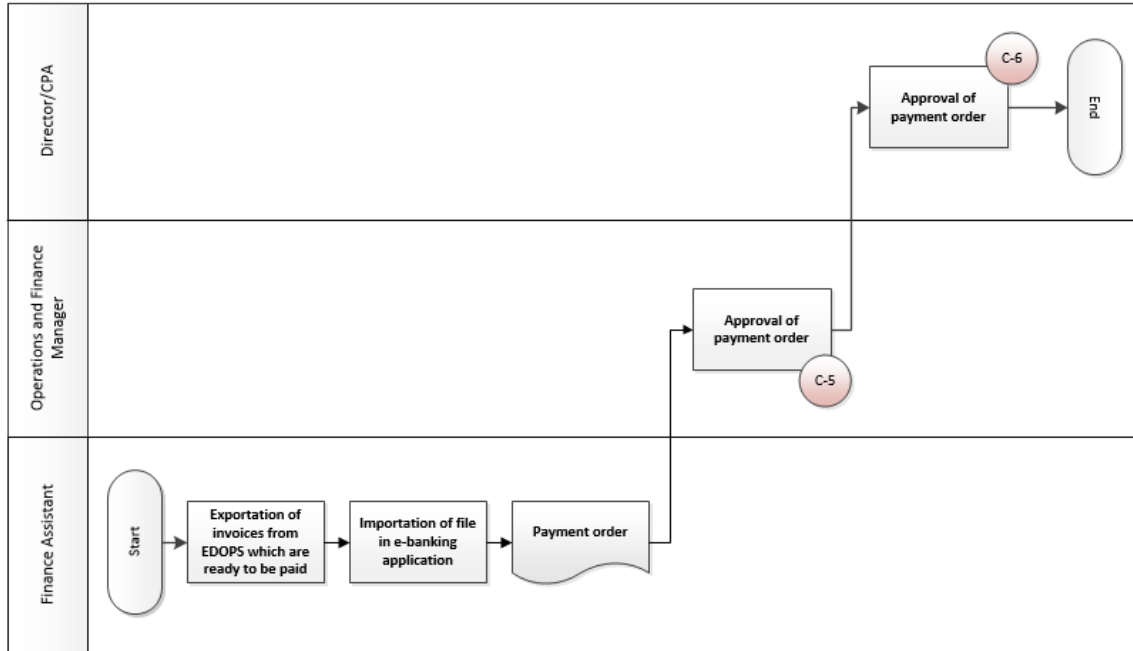 Director/CPA
C-6
Approval of
payment order
End
Operations and Finance
Manager
Approval of
payment order
C-5
Finance Assistant
Start
Exportation of
invoices from
EDOPS which are
ready to be paid
Importation of file
in e-banking
application
Payment order